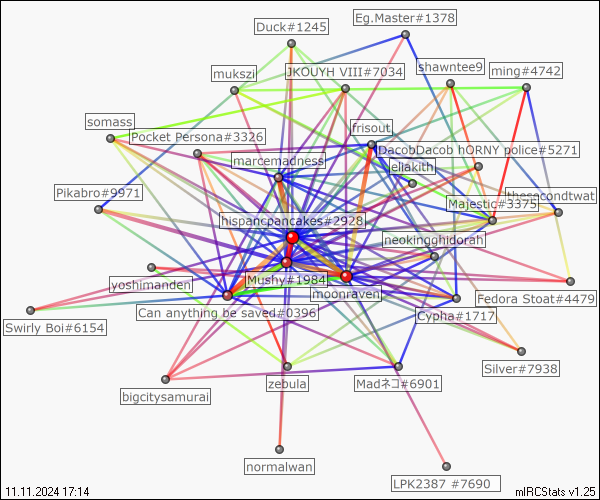 Eg.Master#1378
Duck#1245
shawntee9
JKOUYH VIII#7034
ming#4742
mukszi
somass
frisout
Pocket Persona#3326
DacobDacob hORNY police#5271
marcemadness
eliakith
Pikabro#9971
thesecondtwat
Majestic#3375
hispancpancakes#2928
neokingghidorah
yoshimanden
Mushy#1984
moonraven
Fedora Stoat#4479
Can anything be saved#0396
Cypha#1717
Swirly Boi#6154
Silver#7938
zebula
Madネコ#6901
bigcitysamurai
normalwan
LPK2387 #7690
11.11.2024 17:14
mIRCStats v1.25